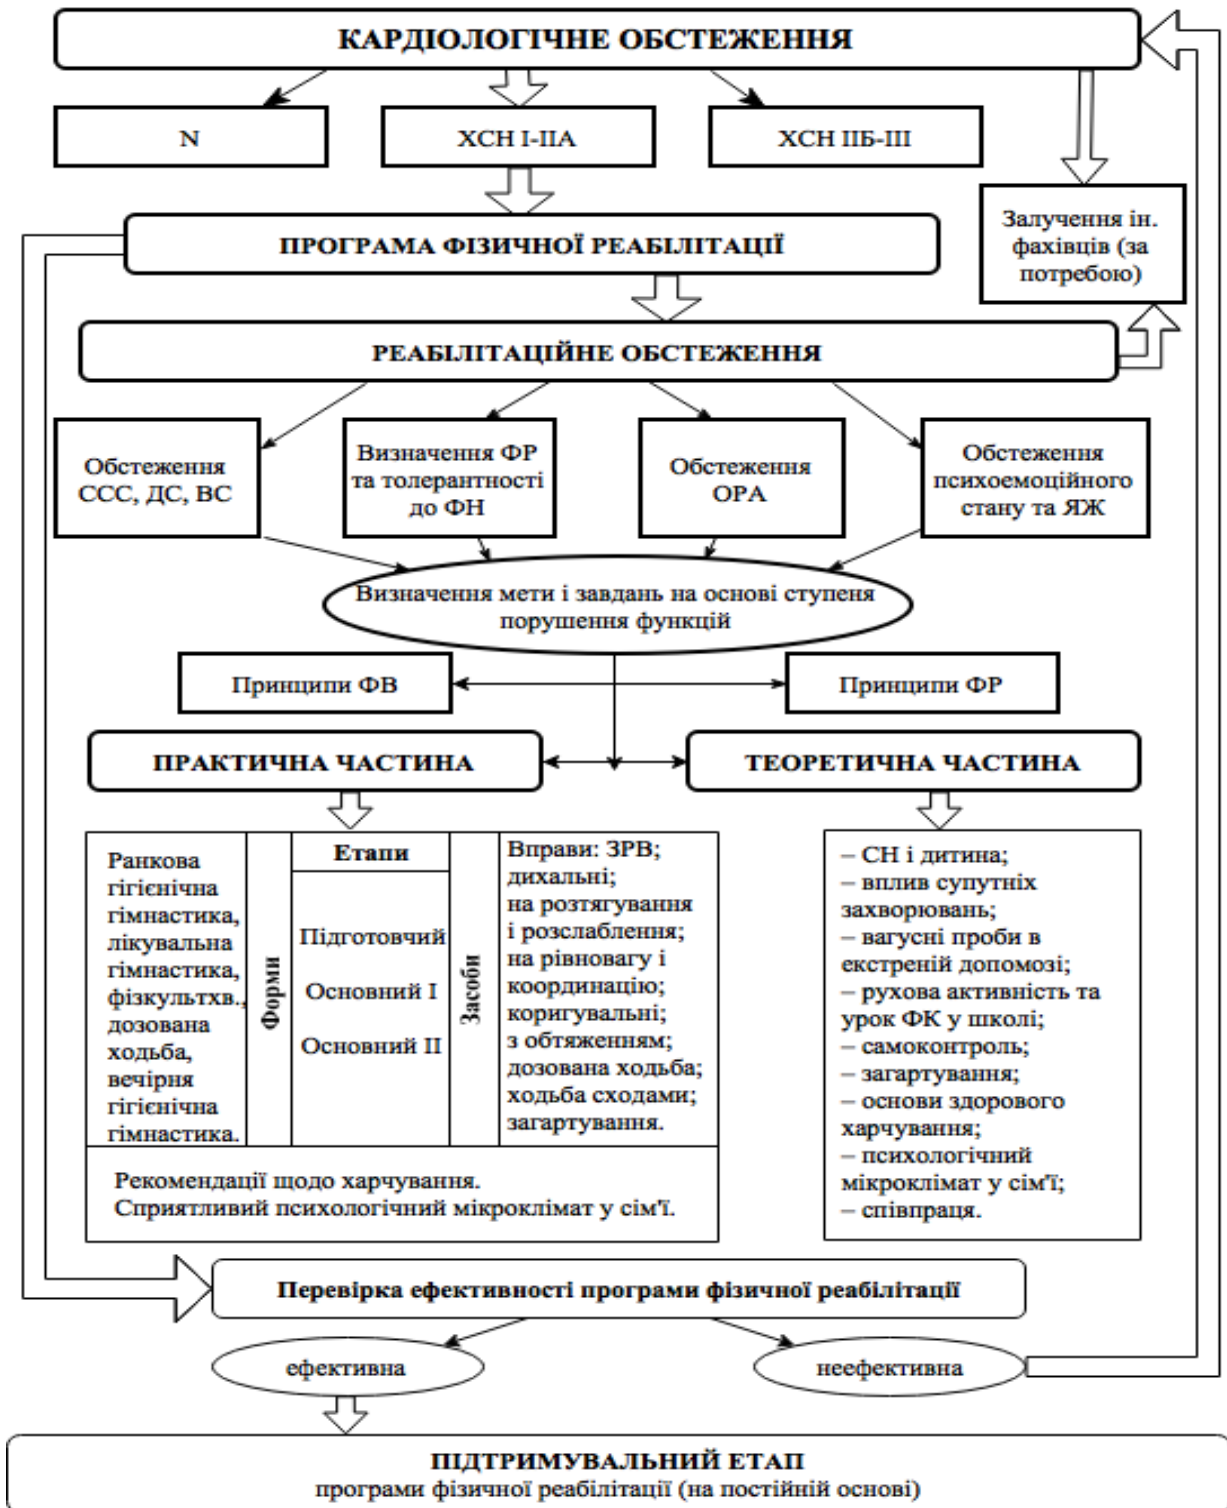 КАРДІОЛОГІЧНЕ ОБСТЕЖЕННЯ
N
ХСН І-ІІА
ХСН ІІБ-ІІІ
Залучення ін.
фахівців (за
потребою)
ПРОГРАМА ФІЗИЧНОЇ РЕАБІЛІТАЦІЇ
РЕАБІЛІТАЦІЙНЕ ОБСТЕЖЕННЯ
Обстеження
ССС, ДС, ВС
Визначення ФР
та толерантності
до ФН
Обстеження
ОРА
Обстеження
психоемоційного
стану та ЯЖ
Визначення мети і завдань на основі ступеня
порушення функцій
Принципи ФВ
Принципи ФР
ПРАКТИЧНА ЧАСТИНА
ТЕОРЕТИЧНА ЧАСТИНА
Ранкова
гігієнічна
гімнастика,
лікувальна
гімнастика,
фізкультхв.,
дозована
ходьба,
вечірня
гігієнічна
гімнастика.
Форми
Етапи
Підготовчий
Основний І
Основний ІІ
Засоби
Вправи: ЗРВ;
дихальні;
на розтягування
і розслаблення;
на рівновагу і
координацію;
коригувальні;
з обтяженням;
дозована ходьба;
ходьба сходами;
загартування.
Рекомендації щодо харчування.
Сприятливий психологічний мікроклімат у сім'ї.
– СН і дитина;
– вплив супутніх
захворювань;
– вагусні проби в
екстреній допомозі;
– рухова активність та
урок ФК у школі;
– самоконтроль;
– загартування;
– основи здорового
харчування;
– психологічний
мікроклімат у сім'ї;
– співпраця.
Перевірка ефективності програми фізичної реабілітації
ефективна
неефективна
ПІДТРИМУВАЛЬНИЙ ЕТАП
програми фізичної реабілітації (на постійній основі)